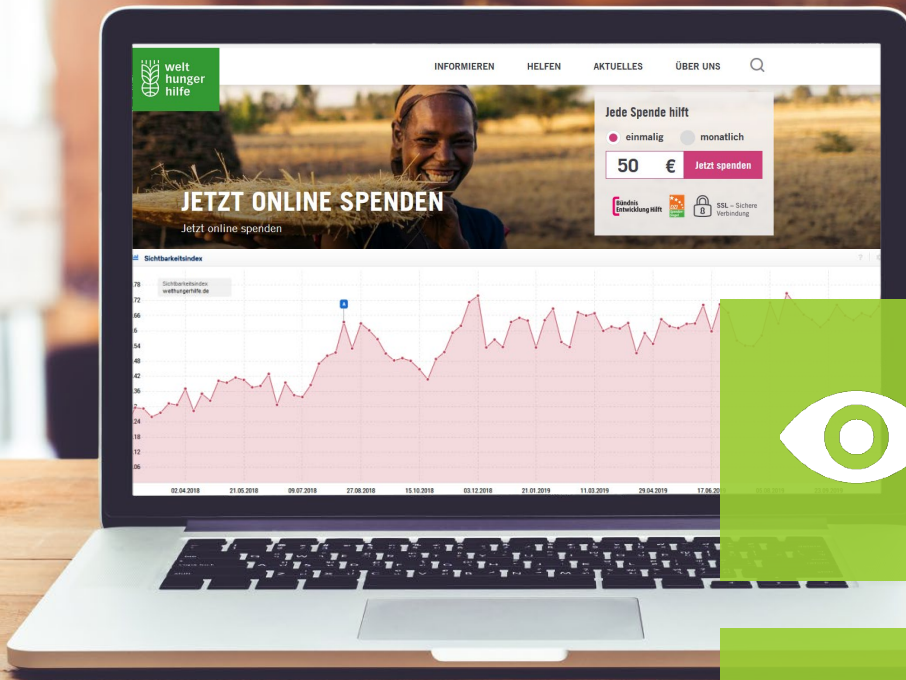 welt
hunger
hilfe
INFORMIEREN HELFEN AKTUELLES ÜBER UNS
Jede Spende hilft
einmalig monatlich
50 € Jetzt spenden
Bündnis
Entwicklung Hilft
SSL – Sichere
Verbindung
JETZT ONLINE SPENDEN
Jetzt online spenden
Sichtbarkeitsindex
Sichtbarkeitsindex
welthungerhilfe.de
A
.78
.72
.66
.6
.54
.48
.42
.36
.24
.18
.12
.06
02.04.2018 21.05.2018 09.07.2018 27.08.2018 15.10.2018 03.12.2018 21.01.2019 11.03.2019 29.04.2019 17.06.20